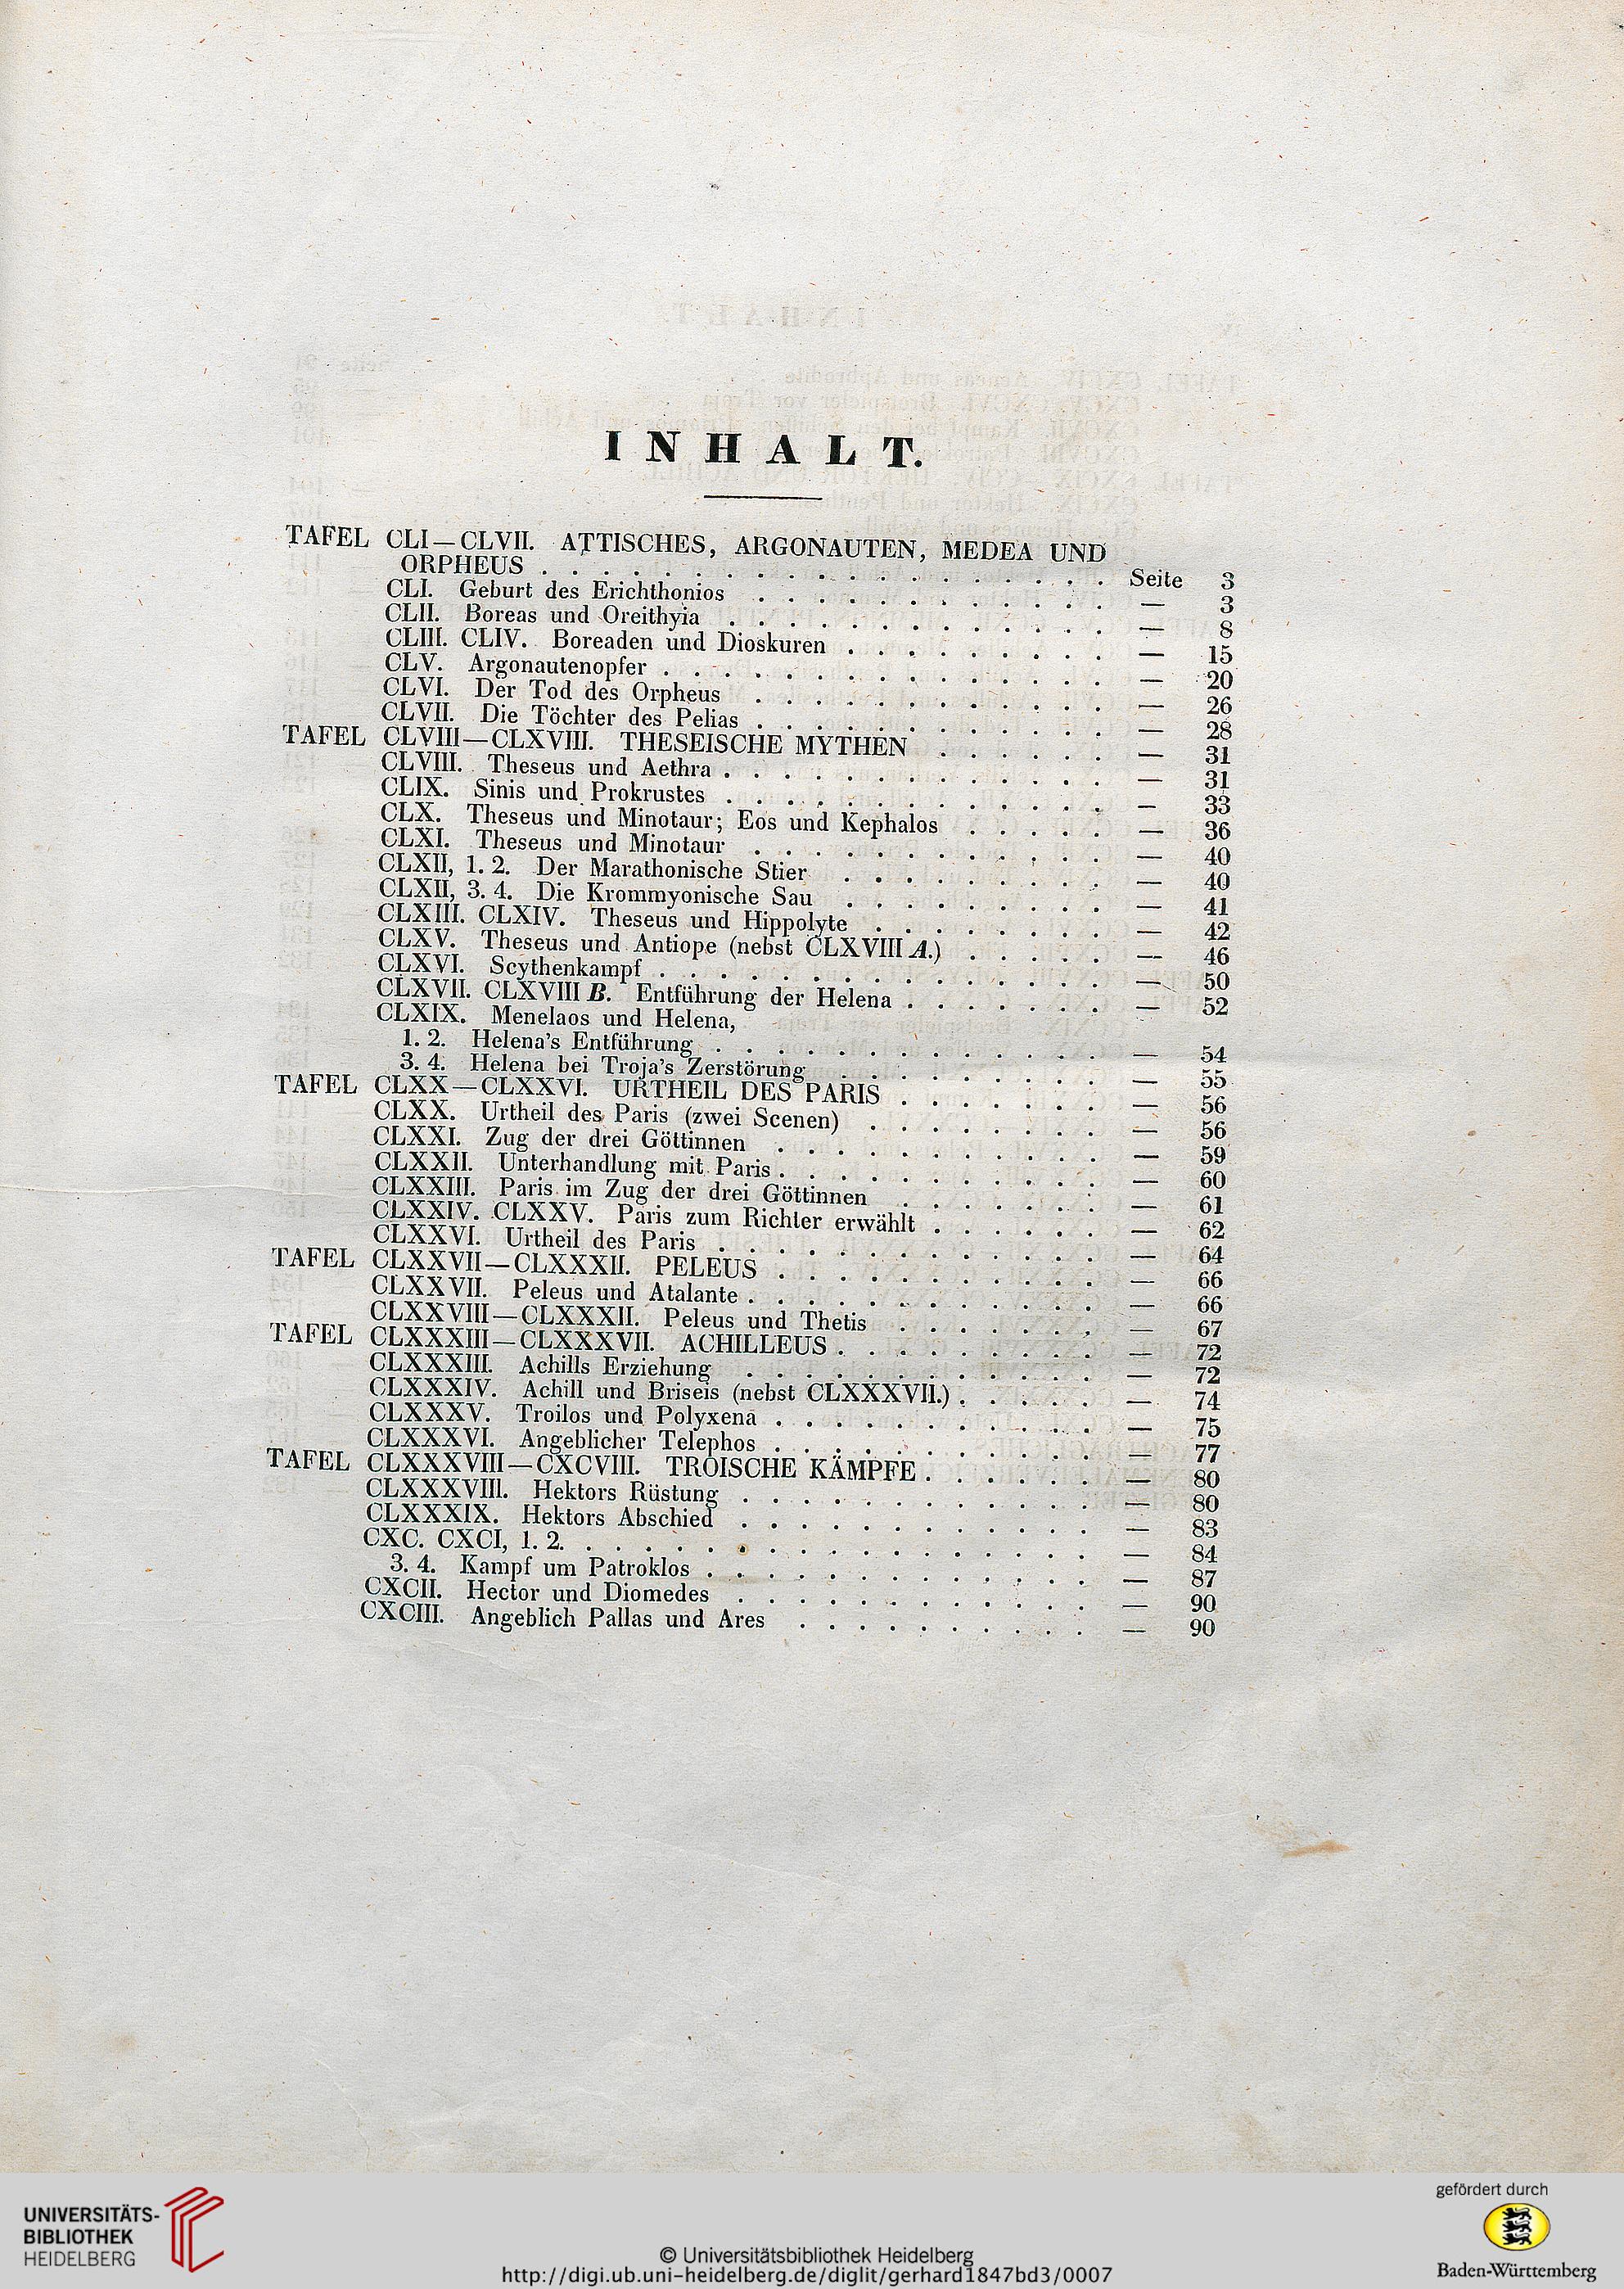 INHALT.
TAFEL CLI—CLVII. ATTISCHES, ARGONAUTEN, MEDEA UND
ORPHEUS . . . . . . . . . . . . . . . . . . . Seite 3
CLI. Geburt des Erichthonios . . . . . . . . . . . . — 3
CLII. Boreas und Oreithyia . . . . . . . . . . . . . — 8
CLIII. CLIV. Boreaden und Dioskuren . . . . . . . . . — 15
CLV. Argonautenopfer . . . . . . . . . . . . . . . — 20
CLVI. Der Tod des Orpheus . . . . . . . . . . . . — 26
CLVII. Die Töchter des Pelias . . . . . . . . . . . . — 28
TAFEL CLVIII—CLXVIII. THESEISCHE MYTHEN . . . . . . — 31
CLVIII. Theseus und Aethra . . . . . . . . . . . . . — 31
CLIX. Sinis und Prokrustes . . . . . . . . . . . . . — 33
CLX. Theseus und Minotaur; Eos und Kephalos . . . . . — 36
CLXI. Theseus und Minotaur . . . . . . . . . . . . — 40
CLXII, 1. 2. Der Marathonische Stier . . . . . . . . . — 40
CLXII, 3. 4. Die Krommyonische Sau . . . . . . . . . — 41
CLXIII. CLXIV. Theseus und Hippolyte . . . . . . . . — 42
CLXV. Theseus und Antiope (nebst CLXVIII A.) . . . . . — 46
CLXVI. Scythenkampf . . . . . . . . . . . . . . . — 50
CLXVII. CLXVIII B. Entführung der Helena . . . . . . . — 52
CLXIX. Menelaos und Helena,
1. 2. Helena's Entführung . . . . . . . . . . . . . — 54
3. 4. Helena bei Troja's Zerstörung . . . . . . . . . — 55
TAFEL CLXX—CLXXVI. URTHEIL DES PARIS . . . . . . . — 56
CLXX. Urtheil des Paris (zwei Scenen) . . . . . . . . — 56
CLXXI. Zug der drei Göttinnen . . . . . . . . . . . — 59
CLXXII. Unterhandlung mit Paris . . . . . . . . . . . — 60
CLXXIII. Paris im Zug der drei Göttinnen . . . . . . . — 61
CLXXIV. CLXXV. Paris zum Richter erwählt . . . . . . — 62
CLXXVI. Urtheil des Paris . . . . . . . . . . . . . — 64
TAFEL CLXXVII—CLXXXII. PELEUS . . . . . . . . . . . — 66
CLXXVII. Peleus und Atalante . . . . . . . . . . . . — 66
CLXXVIII—CLXXXII. Peleus und Thetis . . . . . . . — 67
TAFEL CLXXXIII—CLXXXVII. ACHILLEUS . . . . . . . . . — 72
CLXXXIII. Achills Erziehung . . . . . . . . . . . . — 72
CLXXXIV. Achill und Briseis (nebst CLXXXVII.) . . . . . — 74
CLXXXV. Troilos und Polyxena . . . . . . . . . . . — 75
CLXXXVI. Angeblicher Telephos . . . . . . . . . . . — 77
TAFEL CLXXXVIII—CXCVIII. TROISCHE KÄMPFE . . . . . . — 80
CLXXXVIII. Hektors Rüstung . . . . . . . . . . . . — 80
CLXXXIX. Hektors Abschied . . . . . . . . . . . . — 83
CXC. CXCI, 1. 2. . . . . . . . . . . . . . . . . . — 84
3. 4. Kampf um Patroklos . . . . . . . . . . . . . — 87
CXCII. Hector und Diomedes . . . . . . . . . . . . — 90
CXCIII. Angeblich Pallas und Ares . . . . . . . . . . — 90
UNIVERSITÄTS-
BIBLIOTHEK
HEIDELBERG
© Universitätsbibliothek Heidelberg
http://digi.ub.uni-heidelberg.de/diglit/gerhard1847bd3/0007
gefördert durch
Baden-Württemberg